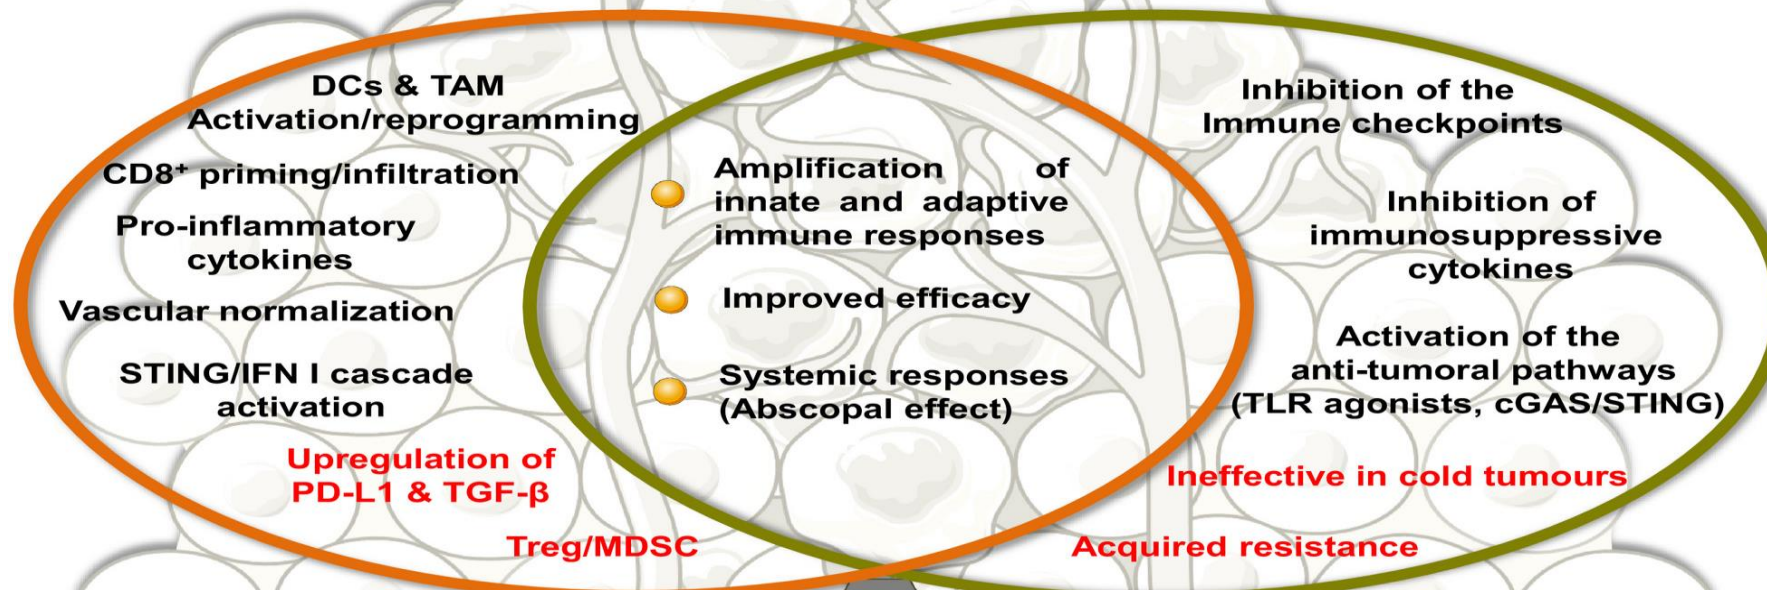 DCs & TAM
Activation/reprogramming
CD8⁺ priming/infiltration
Pro-inflammatory
cytokines
Vascular normalization
STING/IFN I cascade
activation
Upregulation of
PD-L1 & TGF-β
Treg/MDSC
Amplification of
innate and adaptive
immune responses
Improved efficacy
Systemic responses
(Abscopal effect)
Inhibition of the
Immune checkpoints
Inhibition of
immunosuppressive
cytokines
Activation of the
anti-tumoral pathways
(TLR agonists, cGAS/STING)
Ineffective in cold tumours
Acquired resistance